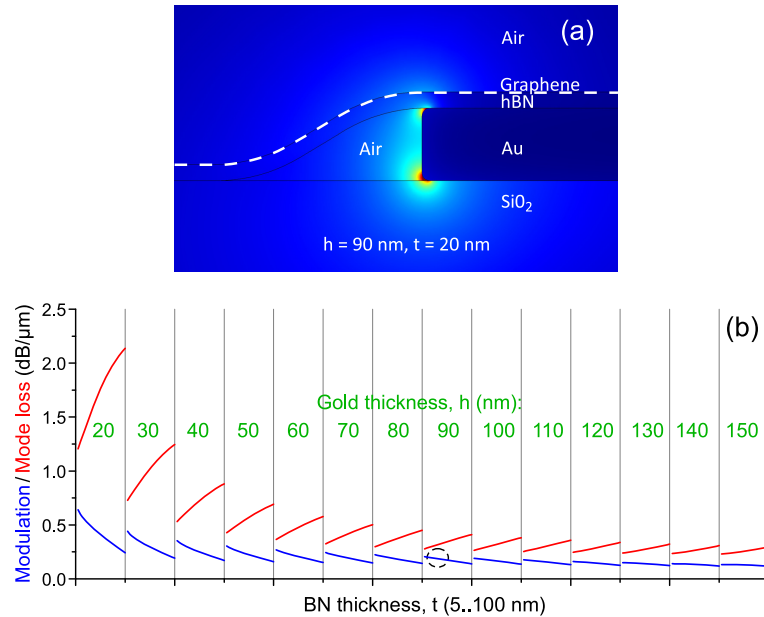 Air
(a)
Graphene
hBN
Air
Au
SiO₂
h = 90 nm, t = 20 nm
(b)
2.5
2.0
1.5
1.0
0.5
0.0
Modulation/Mode loss (dB/μm)
Gold thickness, h (nm):
20 30 40 50 60 70 80 90 100 110 120 130 140 150
BN thickness, t (5..100 nm)